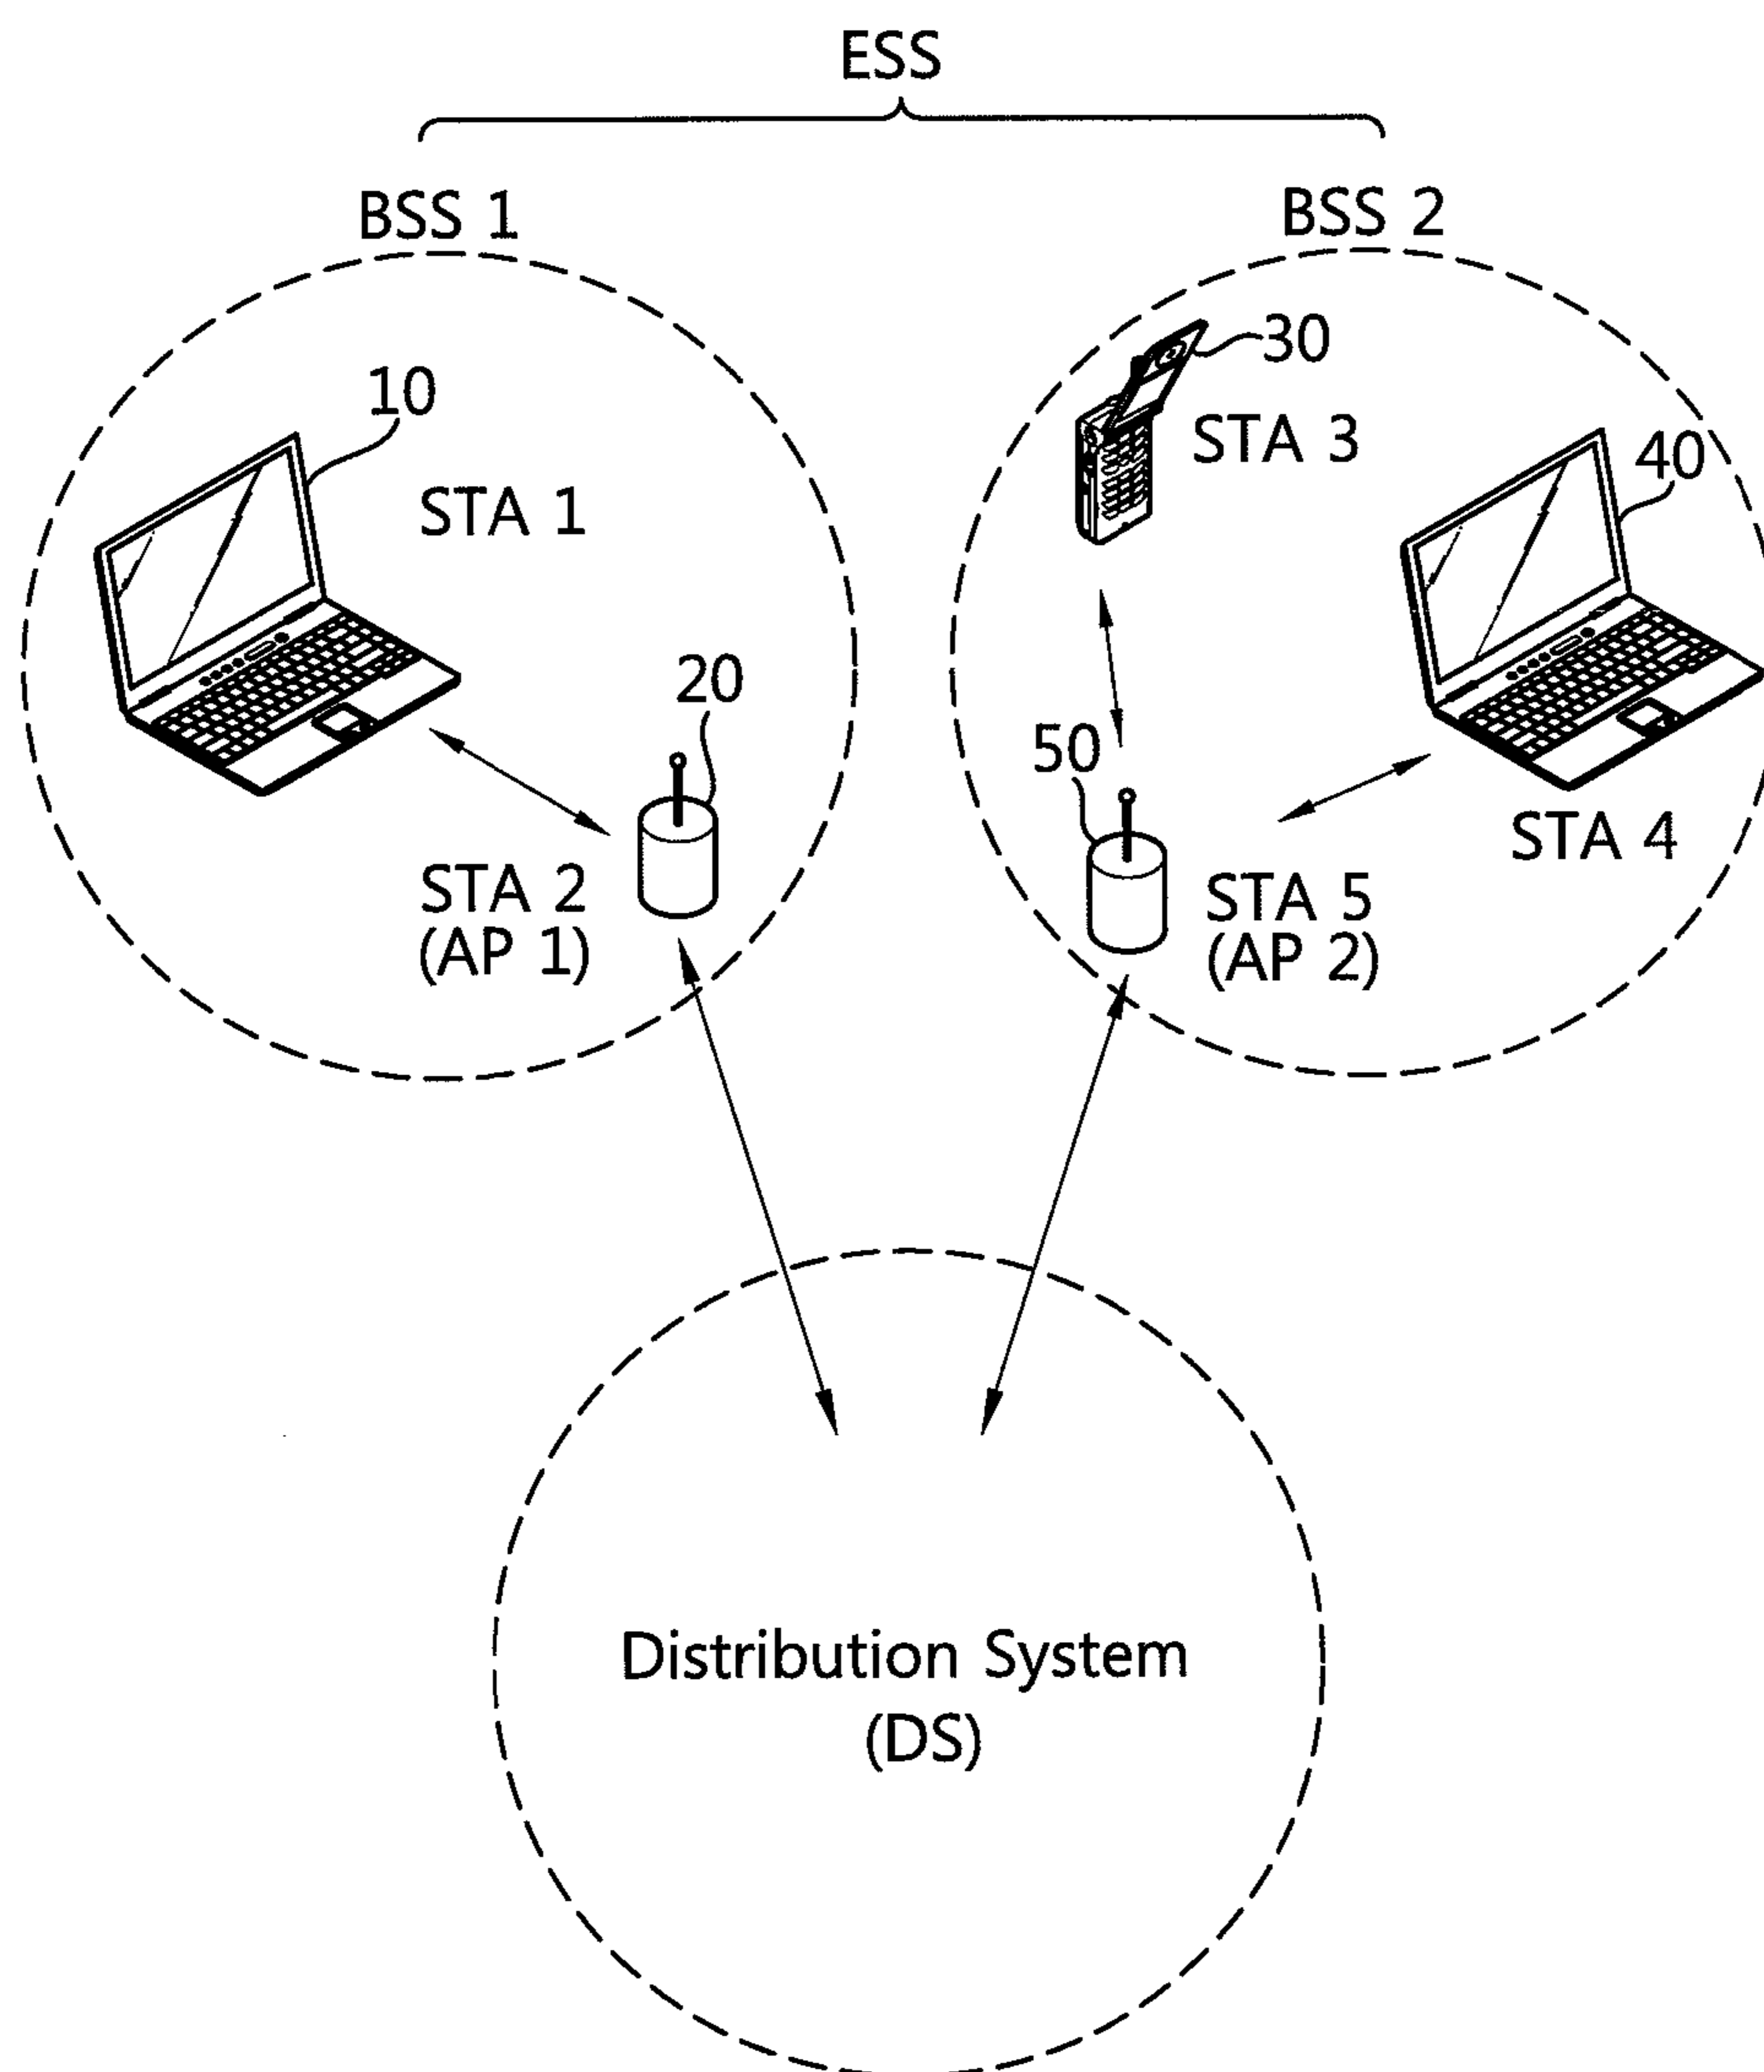 ESS
BSS 1
BSS 2
30
10
STA 3
40
STA 1
20
50
STA 4
STA 2
(AP 1)
STA 5
(AP 2)
Distribution System
(DS)